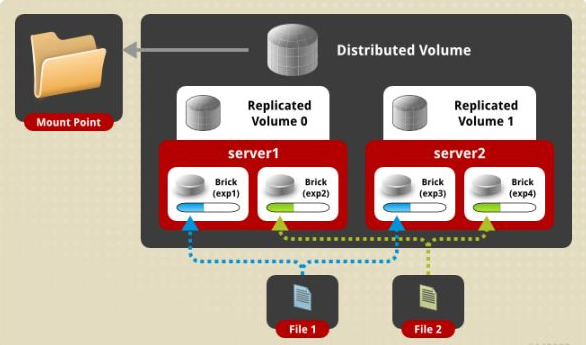 Distributed Volume
Mount Point
Replicated
Volume 0
Replicated
Volume 1
server1
server2
Brick
(exp1)
Brick
(exp2)
Brick
(exp3)
Brick
(exp4)
File 1
File 2